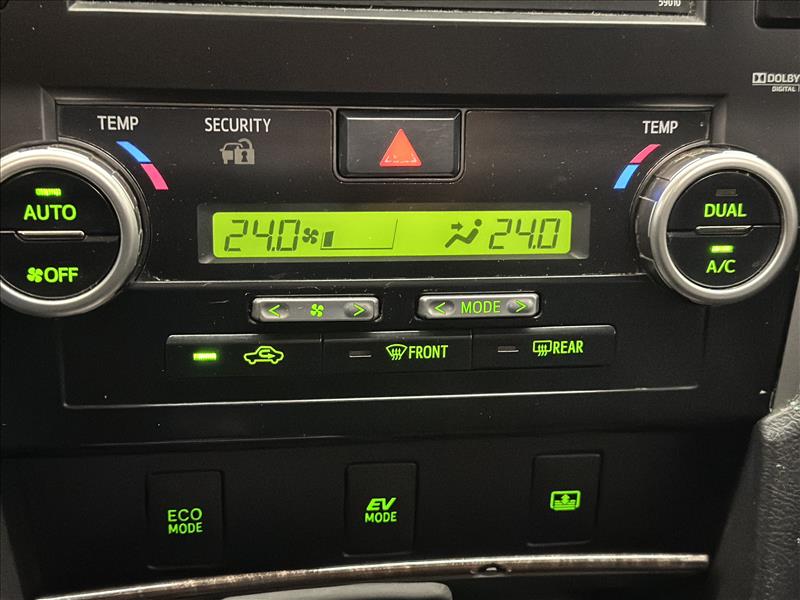 59010
DOLBY
DIGITAL
TEMP
SECURITY
TEMP
AUTO
OFF
24.0
24.0
DUAL
A/C
< >
< MODE >
FRONT
REAR
ECO
MODE
EV
MODE